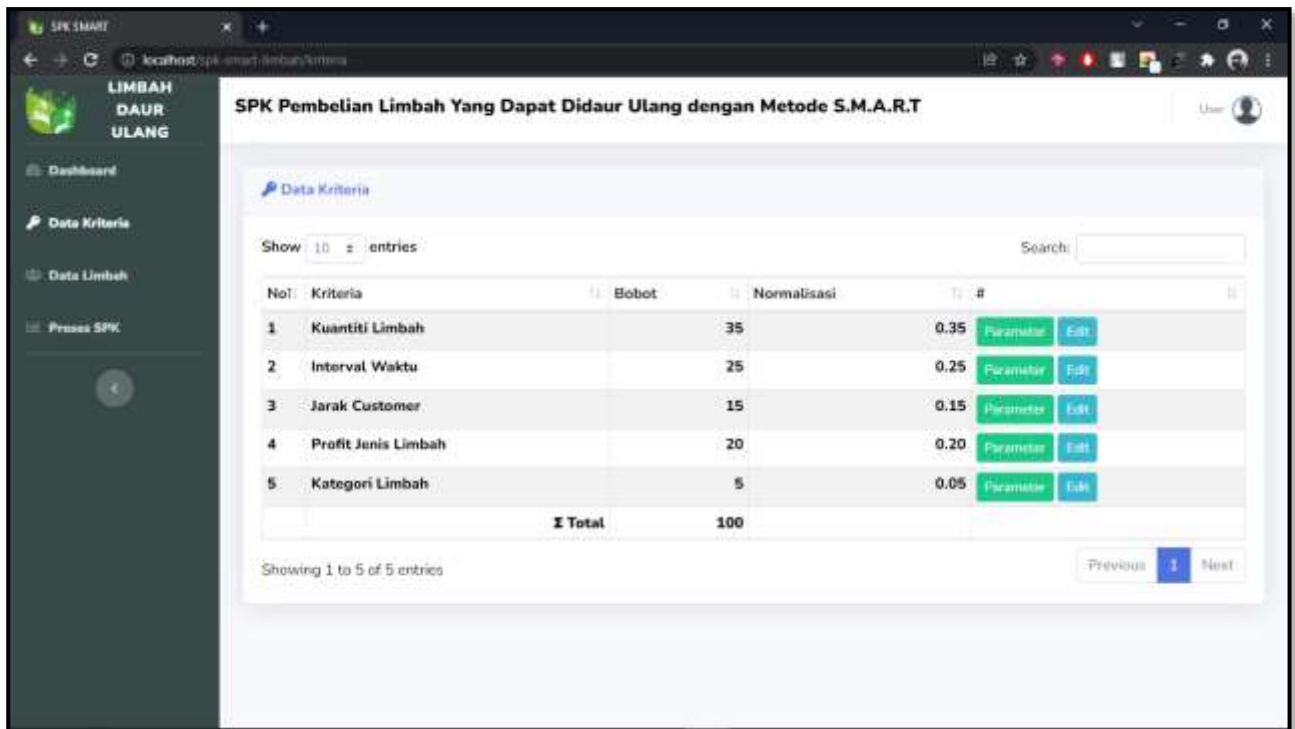 SPK SMART
localhost/spk-smart-limbah/kriteria
LIMBAH
DAUR
ULANG
SPK Pembelian Limbah Yang Dapat Didaur Ulang dengan Metode S.M.A.R.T
User
Dashboard
Data Kriteria
Data Limbah
Proses SPK
Data Kriteria
Show 10 entries
Search:
No Kriteria Bobot Normalisasi #
1 Kuantiti Limbah 35 0.35 Parameter Edit
2 Interval Waktu 25 0.25 Parameter Edit
3 Jarak Customer 15 0.15 Parameter Edit
4 Profit Jenis Limbah 20 0.20 Parameter Edit
5 Kategori Limbah 5 0.05 Parameter Edit
Σ Total 100
Showing 1 to 5 of 5 entries
Previous 1 Next